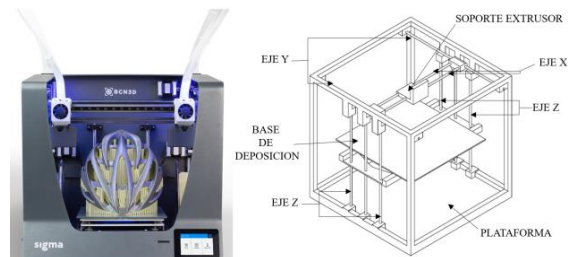 BCN3D
sigma
SOPORTE EXTRUSOR
EJE Y
EJE X
EJE Z
BASE
DE
DEPOSICION
EJE Z
PLATAFORMA